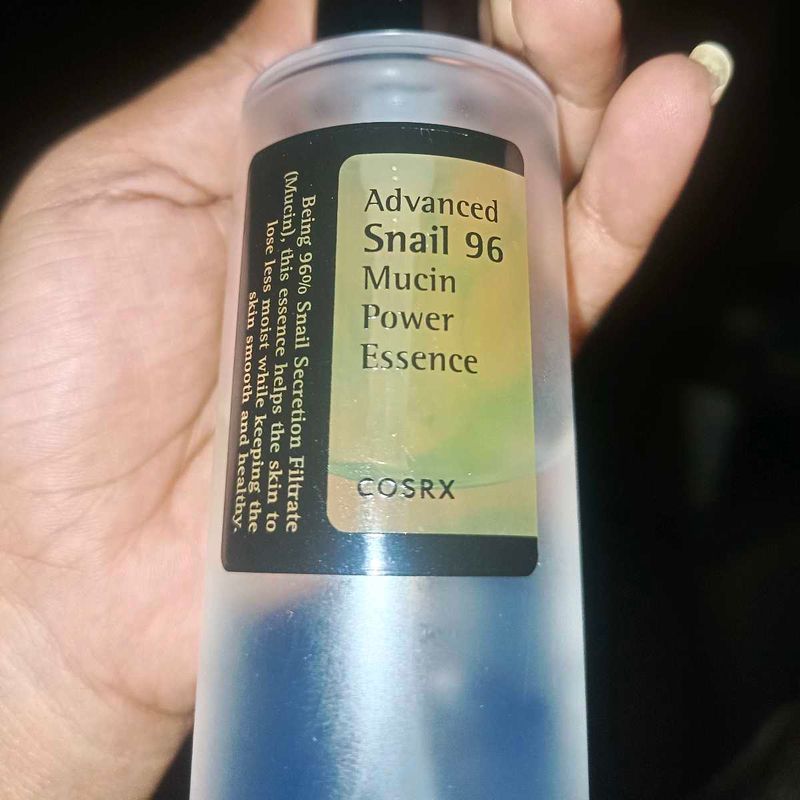 Advanced
Snail 96
Mucin
Power
Essence
COSRX
Being 96% Snail Secretion Filtrate
(Mucin), this essence helps the skin to
lose less moist while keeping the
skin smooth and healthy.